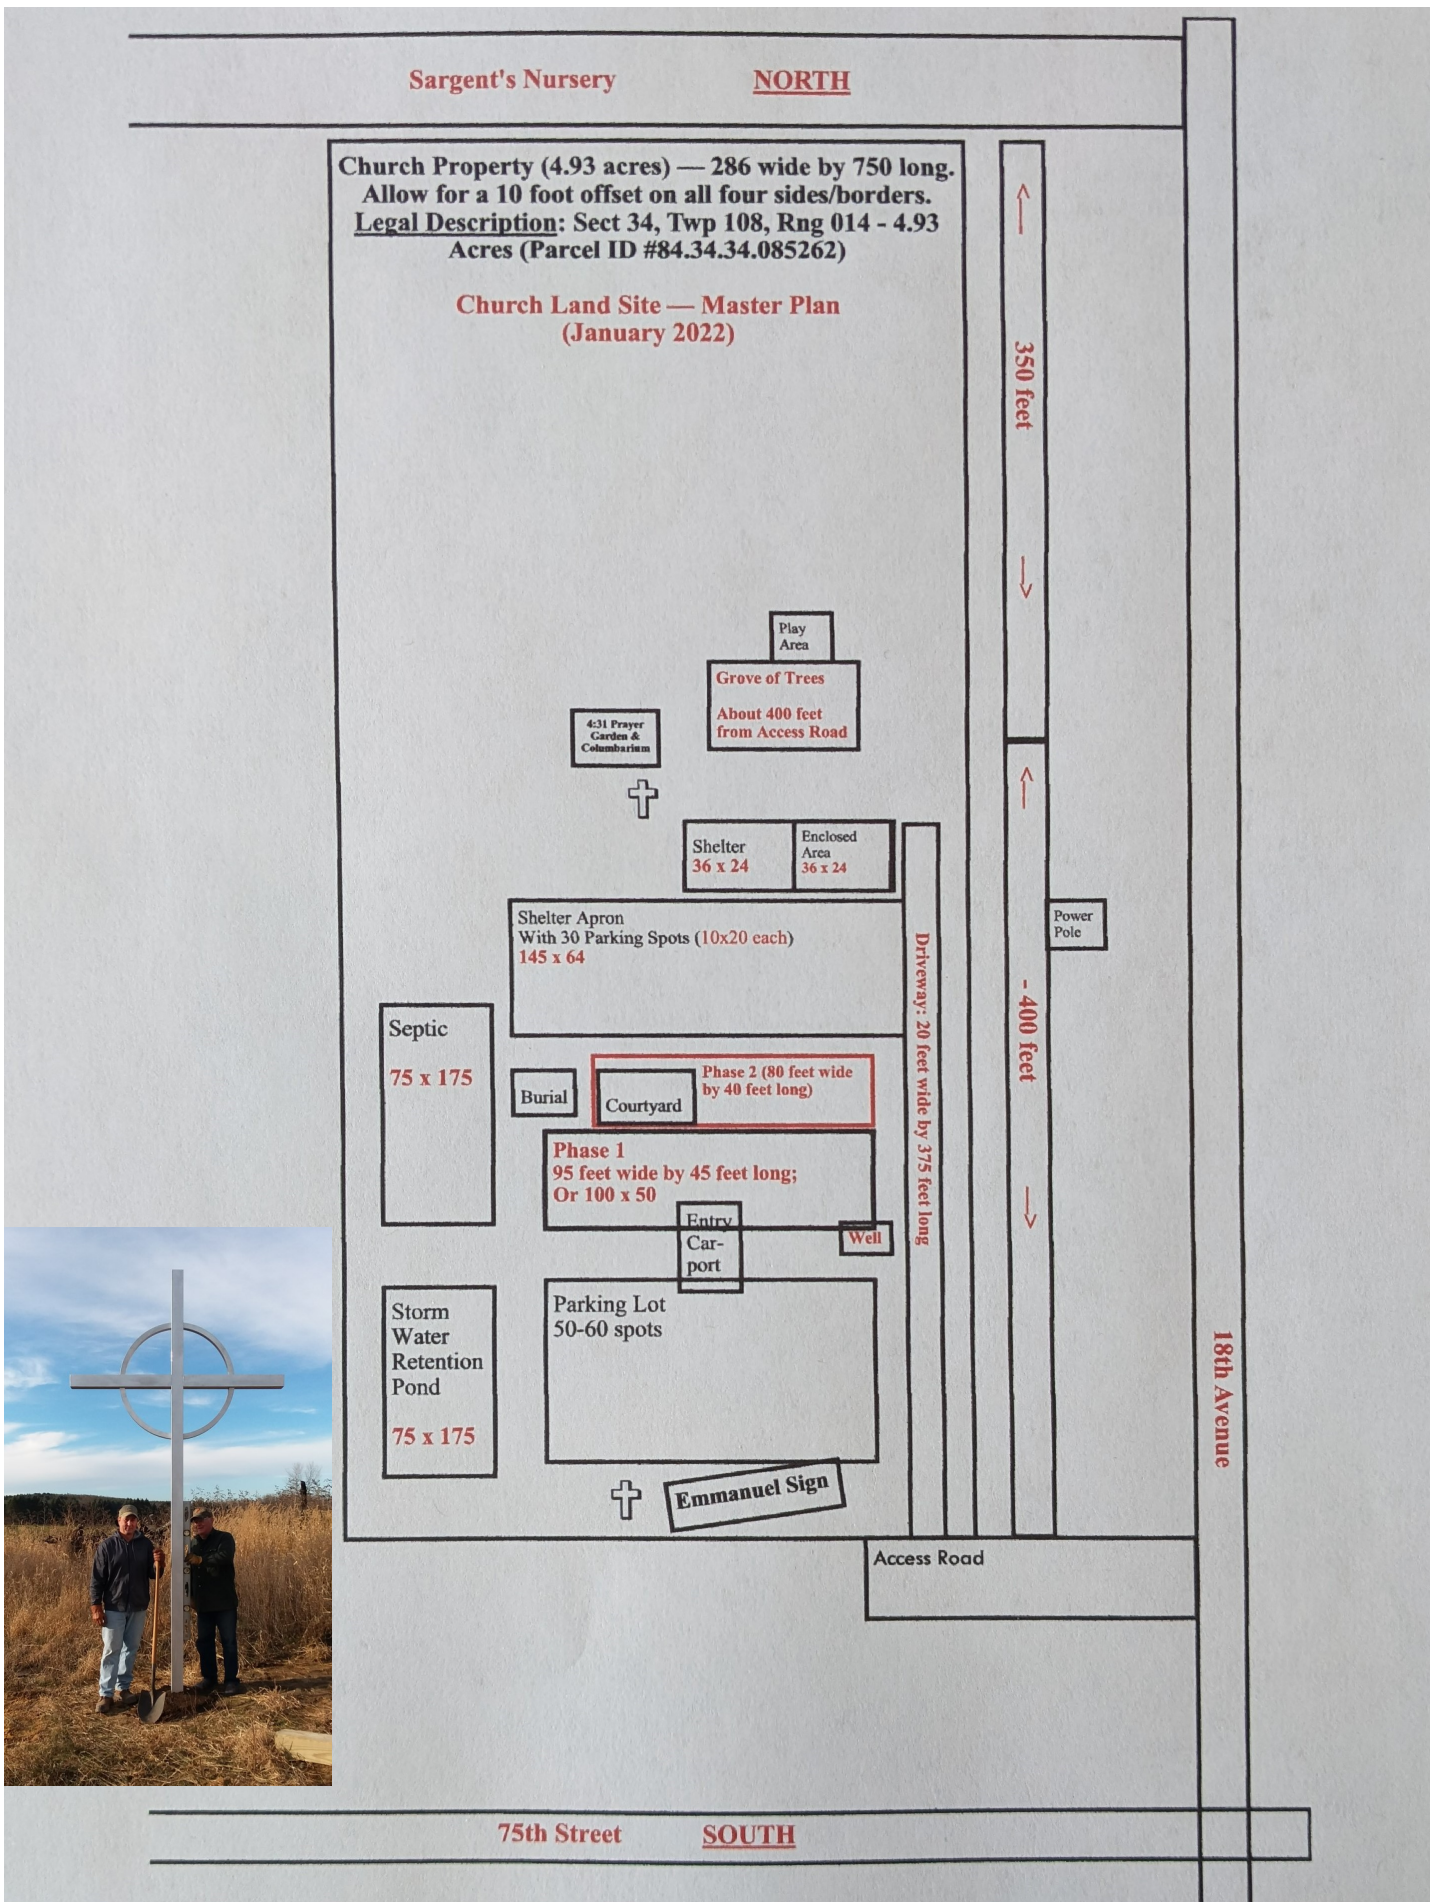 Sargent's Nursery NORTH
Church Property (4.93 acres) — 286 wide by 750 long.
Allow for a 10 foot offset on all four sides/borders.
Legal Description: Sect 34, Twp 108, Rng 014 - 4.93
Acres (Parcel ID #84.34.34.085262)
Church Land Site — Master Plan
(January 2022)
350 feet
Play
Area
Grove of Trees
About 400 feet
from Access Road
4:31 Prayer
Garden &
Columbarium
Shelter
36 x 24
Enclosed
Area
36 x 24
Shelter Apron
With 30 Parking Spots (10x20 each)
145 x 64
Power
Pole
Driveway: 20 feet wide by 375 feet long
- 400 feet
Septic
75 x 175
Burial
Courtyard
Phase 2 (80 feet wide
by 40 feet long)
Phase 1
95 feet wide by 45 feet long;
Or 100 x 50
Entry
Car-
port
Well
Storm
Water
Retention
Pond
75 x 175
Parking Lot
50-60 spots
Emmanuel Sign
18th Avenue
Access Road
75th Street SOUTH